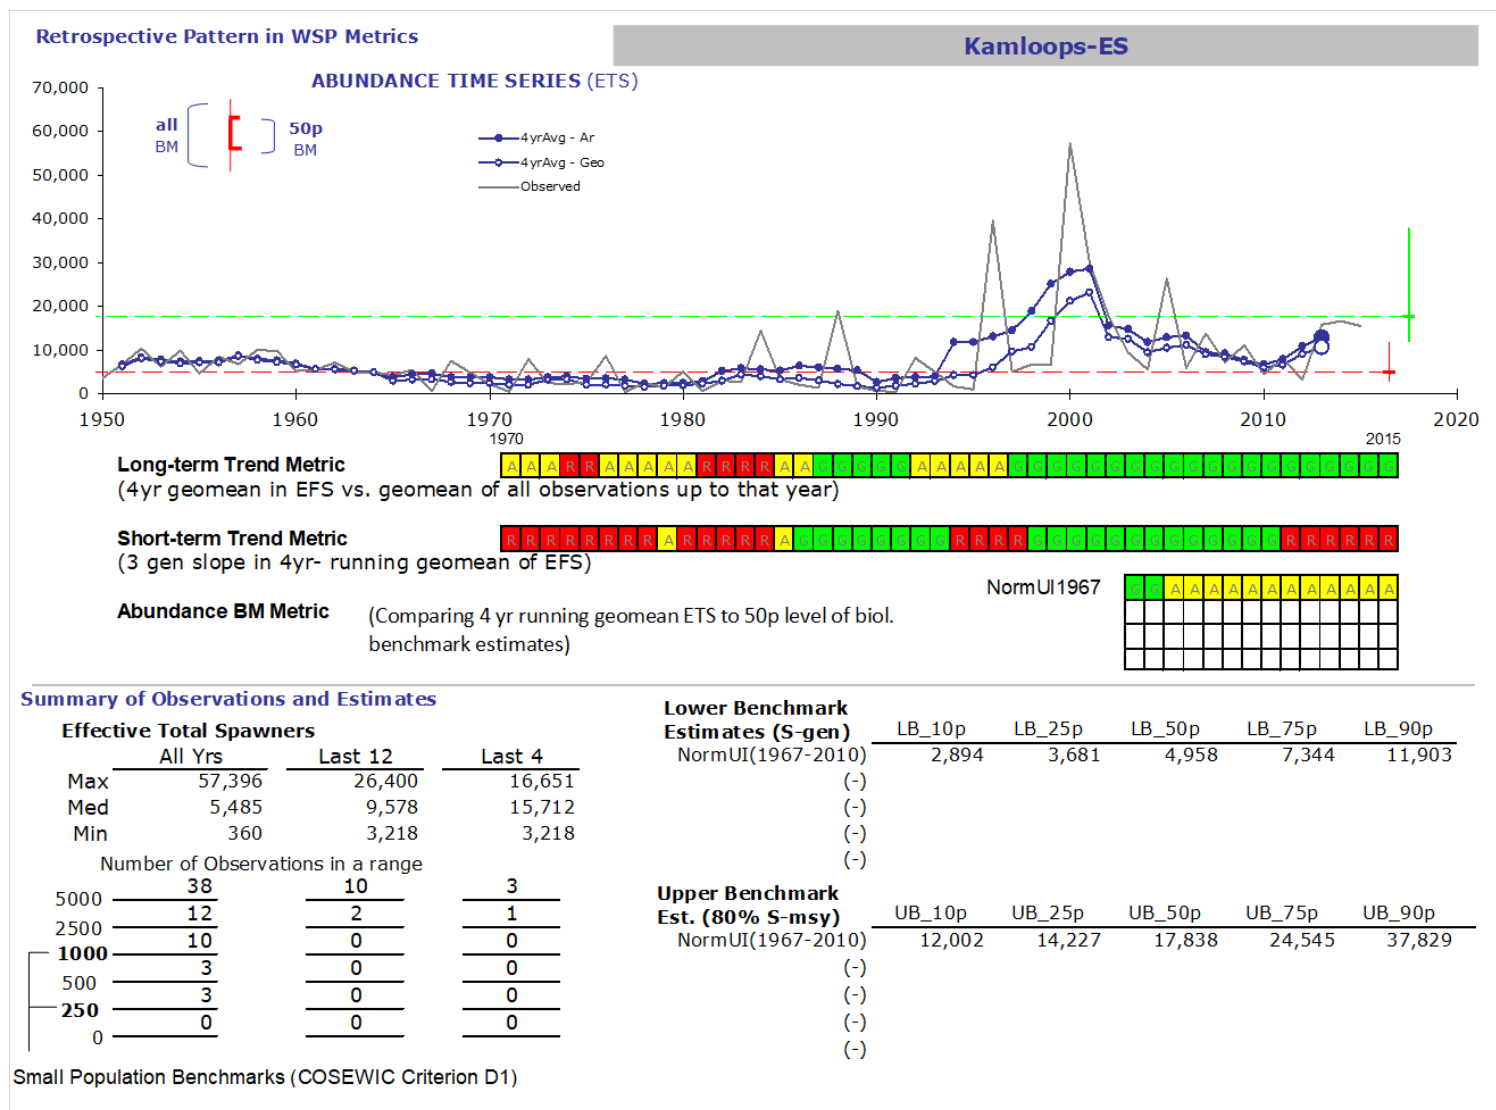 Retrospective Pattern in WSP Metrics
Kamloops-ES
ABUNDANCE TIME SERIES (ETS)
70,000
60,000
50,000
40,000
30,000
20,000
10,000
0
all BM
50p BM
4yrAvg - Ar
4yrAvg - Geo
Observed
1950 1960 1970 1980 1990 2000 2010 2020
1970 2015
Long-term Trend Metric
A A A R R A A A A A R R R R A A G G G G G A A A A A G G G G G G G G G G G G G G G G G G G G
(4yr geomean in EFS vs. geomean of all observations up to that year)
Short-term Trend Metric
R R R R R R R R A R R R R R A G G G G G G G G R R R R G G G G G G G G G G G G G R R R R R R
(3 gen slope in 4yr- running geomean of EFS)
NormUI1967 G G A A A A A A A A A A A A
Abundance BM Metric (Comparing 4 yr running geomean ETS to 50p level of biol.
benchmark estimates)
Summary of Observations and Estimates
Effective Total Spawners
All Yrs Last 12 Last 4
Max 57,396 26,400 16,651
Med 5,485 9,578 15,712
Min 360 3,218 3,218
Number of Observations in a range
38 10 3
5000
12 2 1
2500
10 0 0
1000
3 0 0
500
3 0 0
250
0 0 0
0
Small Population Benchmarks (COSEWIC Criterion D1)
Lower Benchmark
Estimates (S-gen) LB_10p LB_25p LB_50p LB_75p LB_90p
NormUI(1967-2010) 2,894 3,681 4,958 7,344 11,903
(-)
(-)
(-)
(-)
Upper Benchmark
Est. (80% S-msy) UB_10p UB_25p UB_50p UB_75p UB_90p
NormUI(1967-2010) 12,002 14,227 17,838 24,545 37,829
(-)
(-)
(-)
(-)